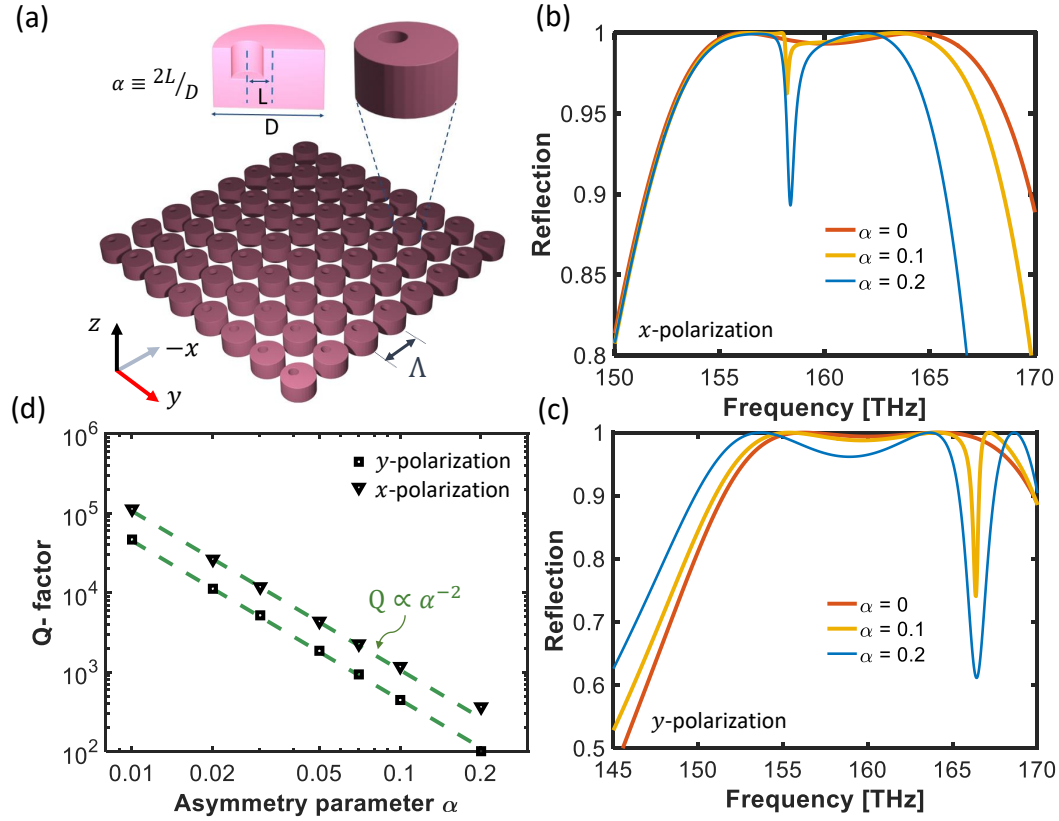 (a)
α ≡ 2L/D
L
D
z
−x
y
Λ
(b)
Reflection
1
0.95
0.9
0.85
0.8
α = 0
α = 0.1
α = 0.2
x-polarization
150 155 160 165 170
Frequency [THz]
(d)
Q- factor
10^6
10^5
10^4
10^3
10^2
y-polarization
x-polarization
Q ∝ α^−2
0.01 0.02 0.05 0.1 0.2
Asymmetry parameter α
(c)
Reflection
1
0.9
0.8
0.7
0.6
0.5
α = 0
α = 0.1
α = 0.2
y-polarization
145 150 155 160 165 170
Frequency [THz]